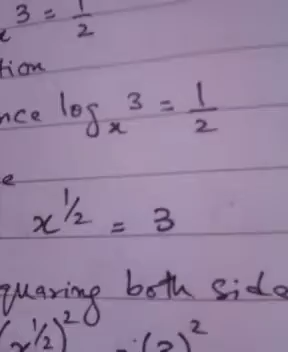 x 3 = 1/2
tion
nce log_x 3 = 1/2
e
x^1/2 = 3
quaring both side
(x^1/2)^2 = (3)^2